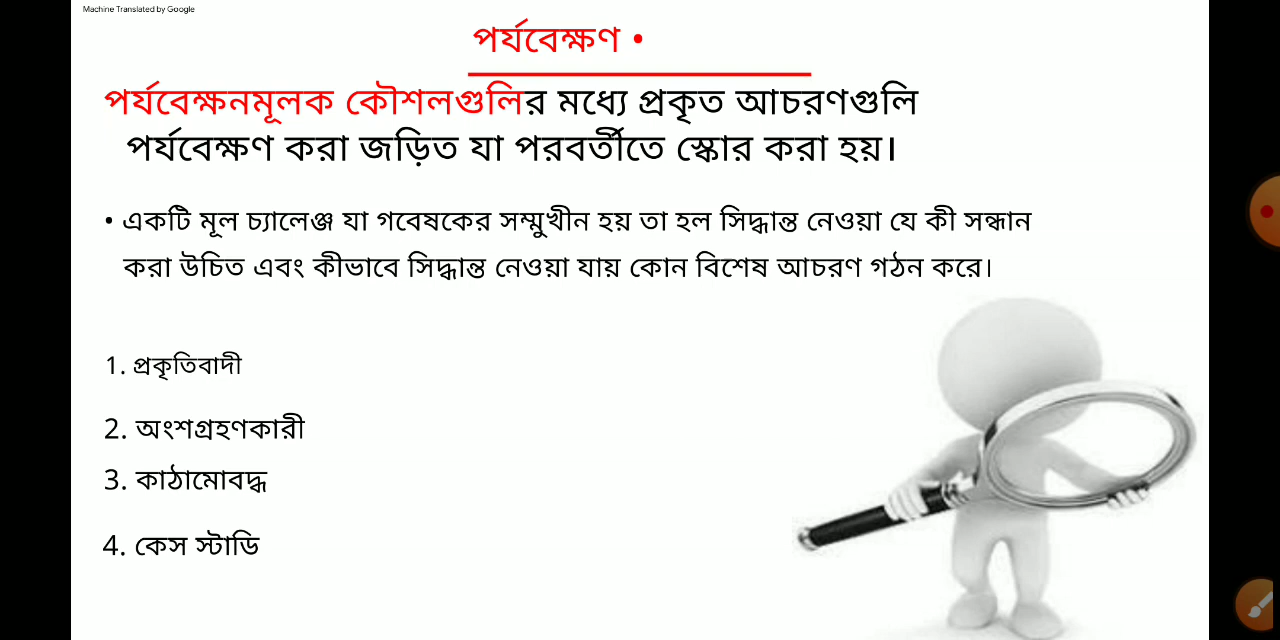 Machine Translated by Google
পর্যবেক্ষণ •
পর্যবেক্ষনমূলক কৌশলগুলির মধ্যে প্রকৃত আচরণগুলি
পর্যবেক্ষণ করা জড়িত যা পরবর্তীতে স্কোর করা হয়।
• একটি মূল চ্যালেঞ্জ যা গবেষকের সম্মুখীন হয় তা হল সিদ্ধান্ত নেওয়া যে কী সন্ধান
করা উচিত এবং কীভাবে সিদ্ধান্ত নেওয়া যায় কোন বিশেষ আচরণ গঠন করে।
1. প্রকৃতিবাদী
2. অংশগ্রহণকারী
3. কাঠামোবদ্ধ
4. কেস স্টাডি